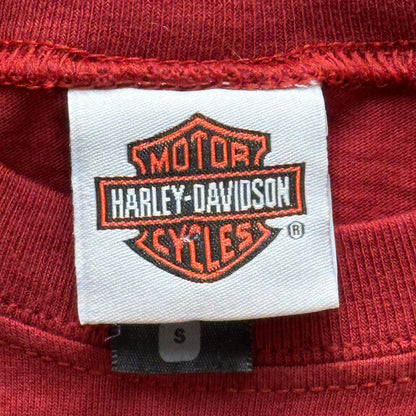 MOTOR
HARLEY-DAVIDSON
CYCLES
®
S